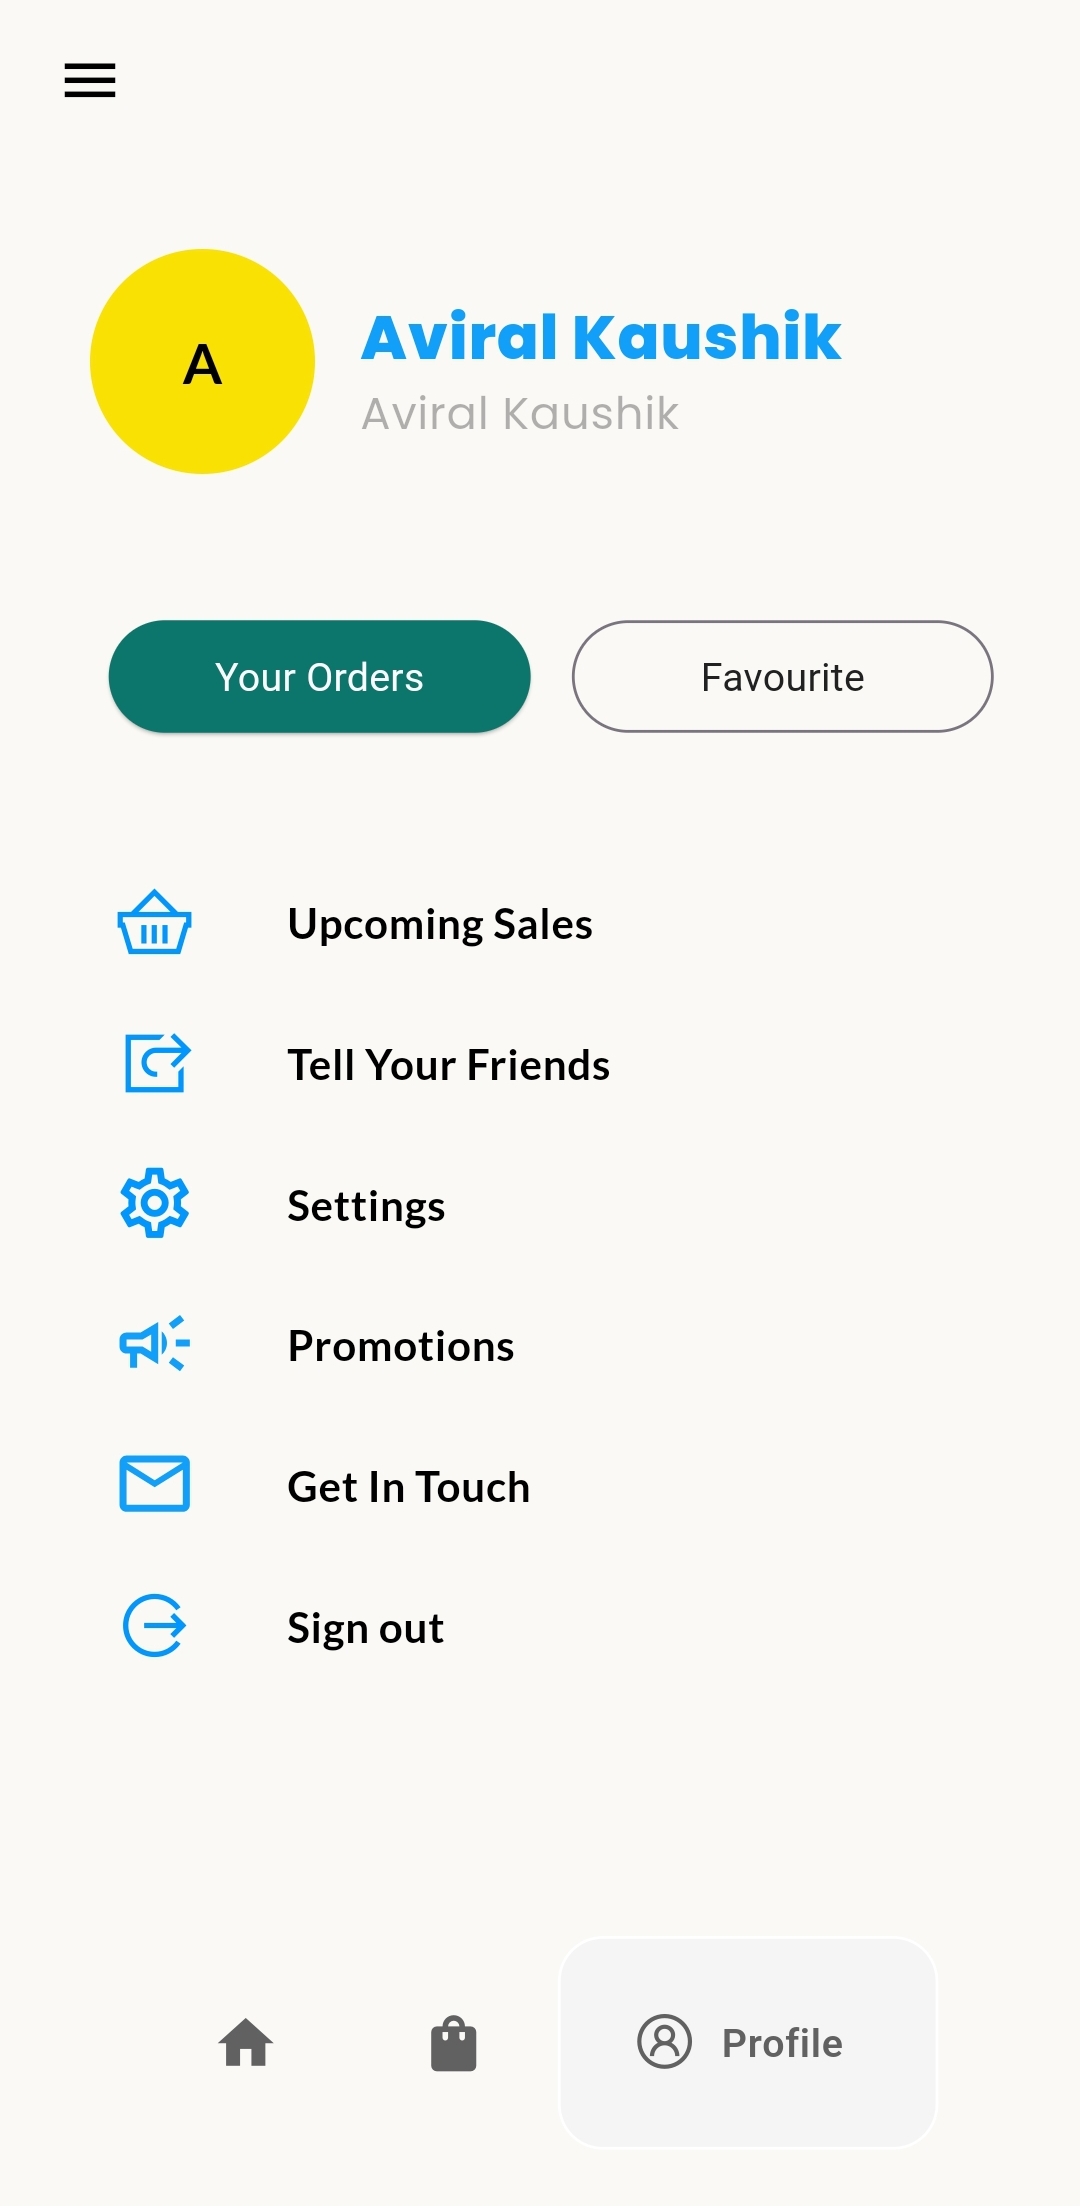 A
Aviral Kaushik
Aviral Kaushik
Your Orders
Favourite
Upcoming Sales
Tell Your Friends
Settings
Promotions
Get In Touch
Sign out
Profile